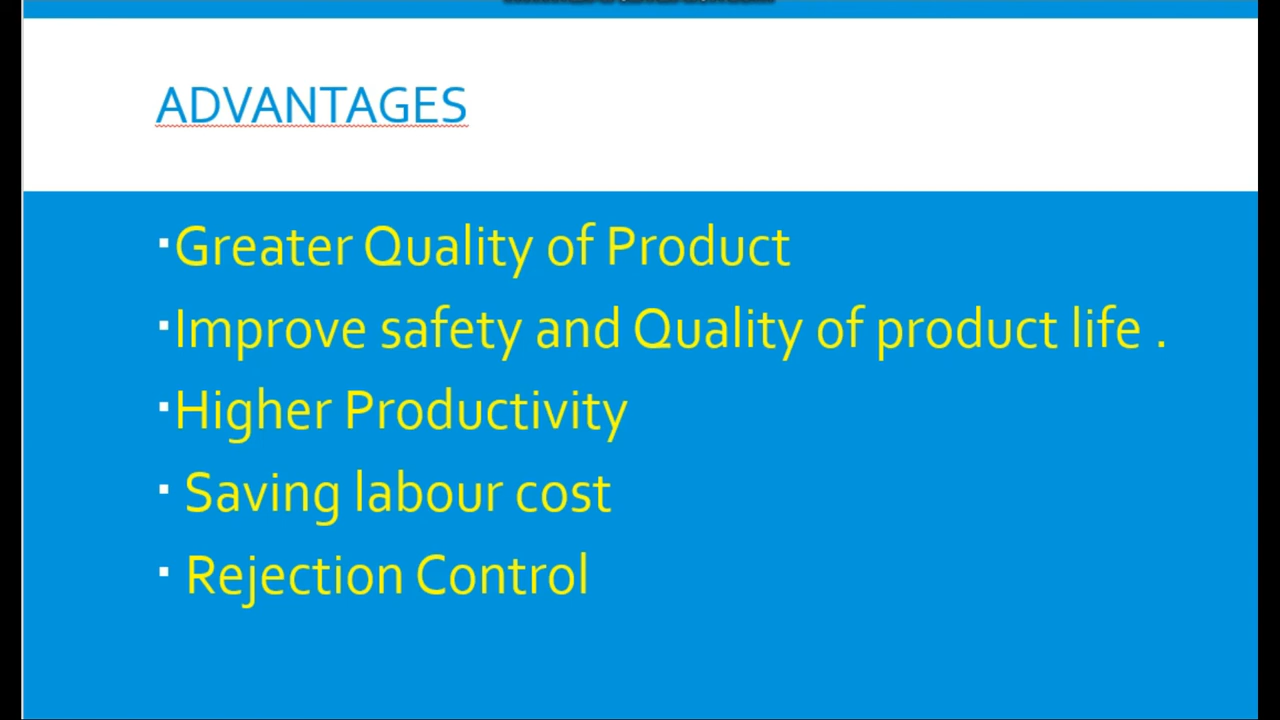 ADVANTAGES
▪Greater Quality of Product
▪Improve safety and Quality of product life .
▪Higher Productivity
▪ Saving labour cost
▪ Rejection Control